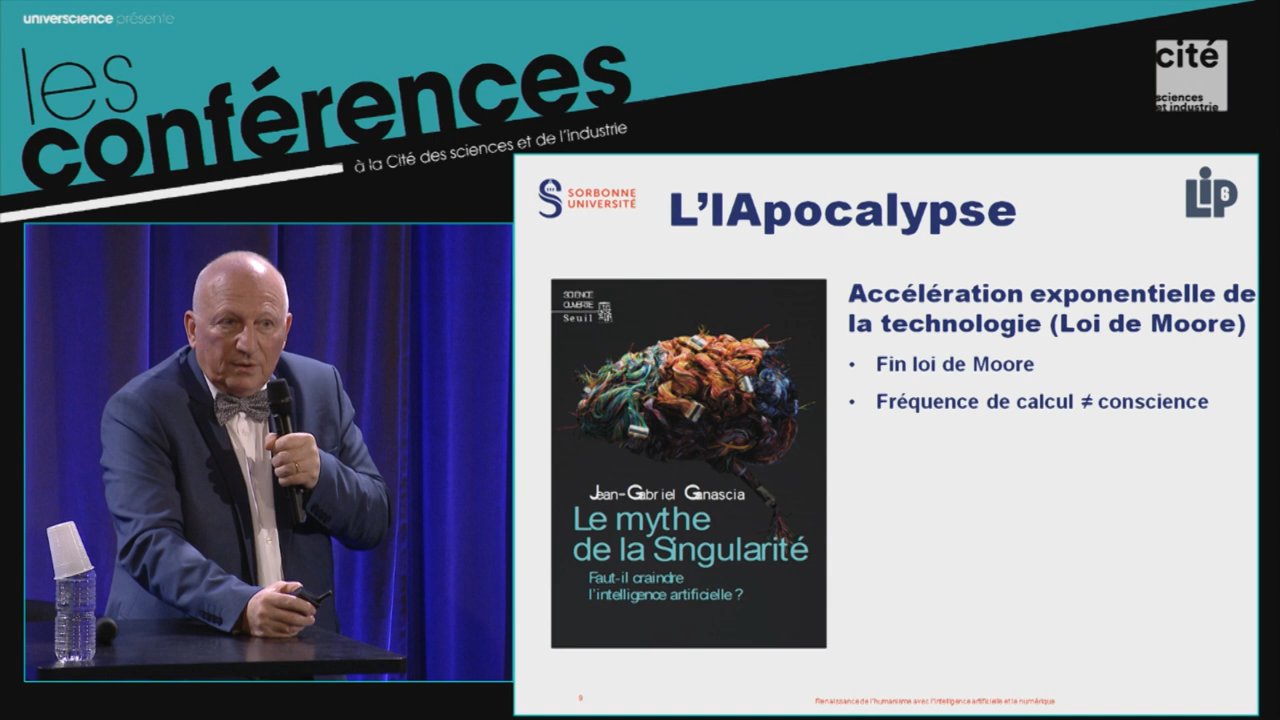 universcience présente
les
conférences
à la Cité des sciences et de l'industrie
cité
sciences
et industrie
SORBONNE
UNIVERSITÉ
L'IApocalypse
LIP6
SCIENCE
OUVERTE
Seuil
Jean-Gabriel Ganascia
Le mythe
de la Singularité
Faut-il craindre
l'intelligence artificielle ?
Accélération exponentielle de
la technologie (Loi de Moore)
• Fin loi de Moore
• Fréquence de calcul ≠ conscience
9
Renaissance de l'humanisme avec l'intelligence artificielle et le numérique